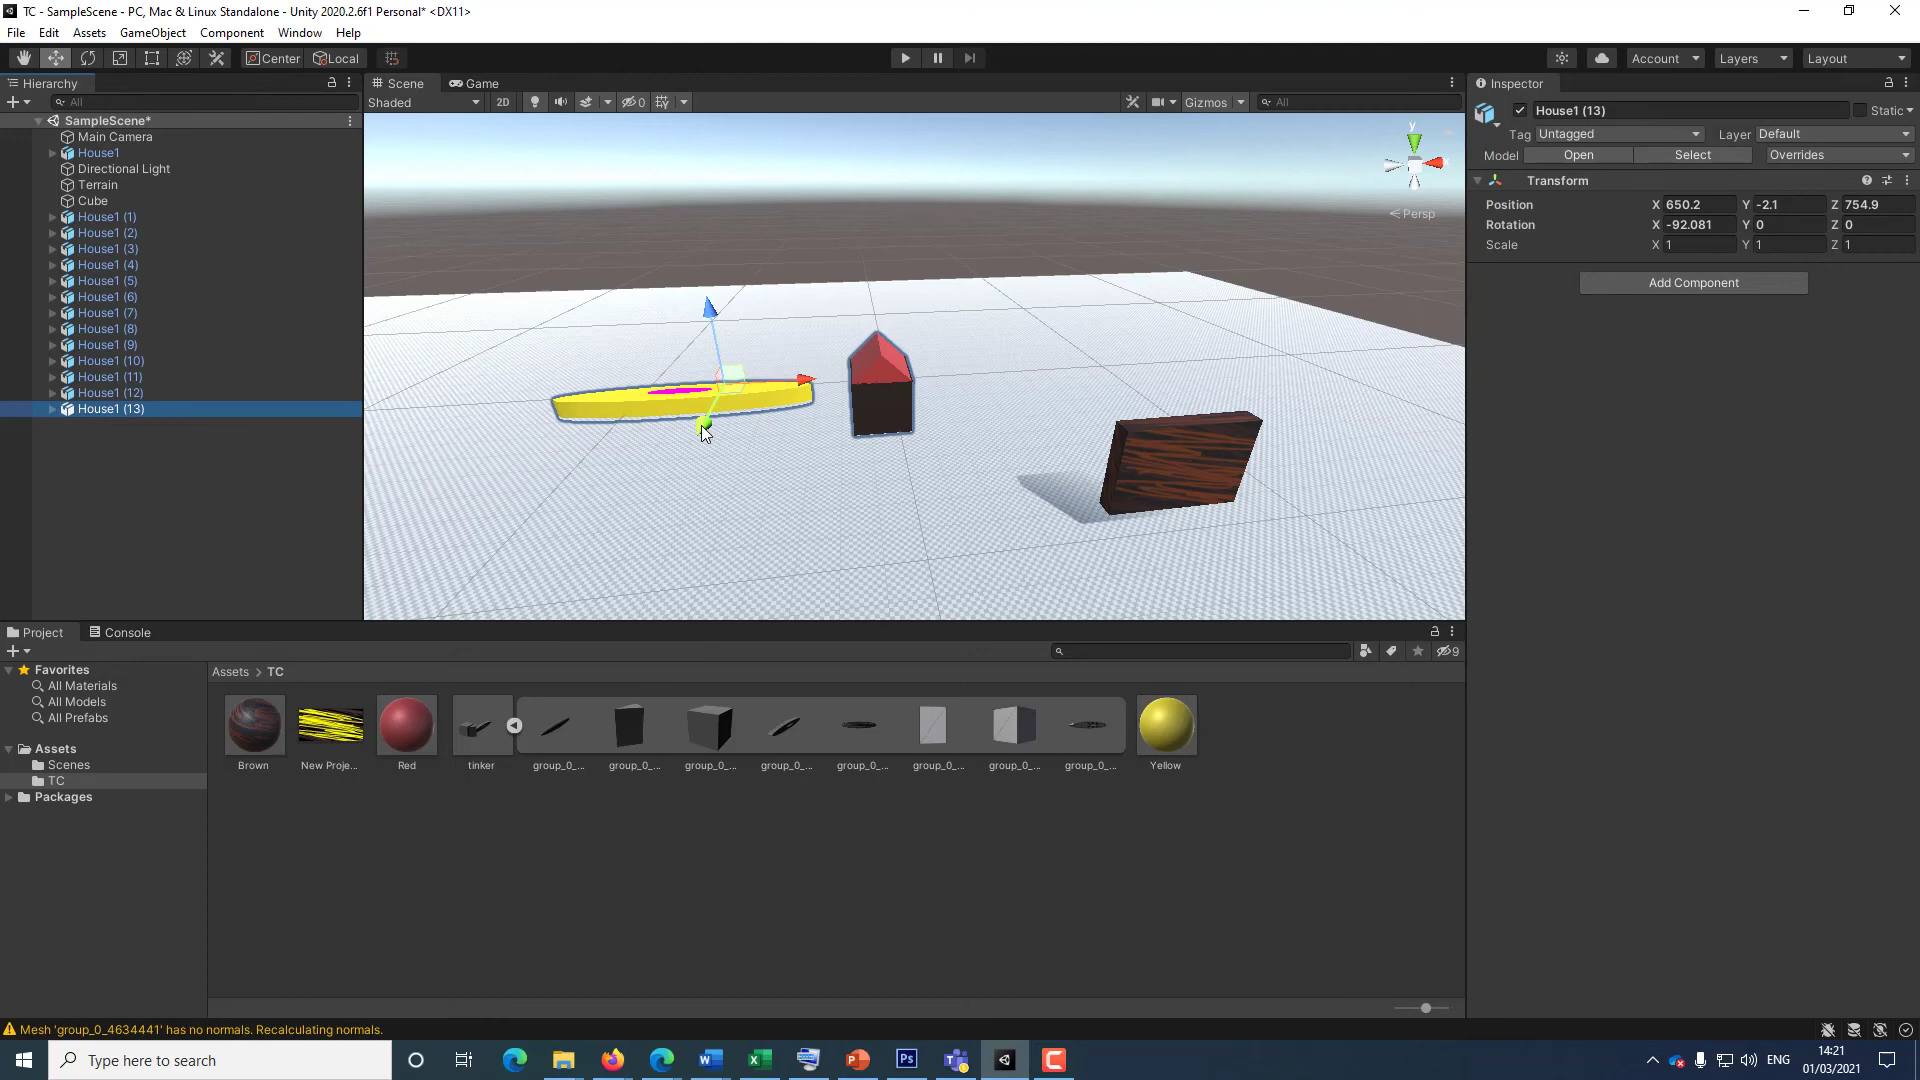 TC - SampleScene - PC, Mac & Linux Standalone - Unity 2020.2.6f1 Personal* <DX11>
File Edit Assets GameObject Component Window Help
Center Local Account Layers Layout
Hierarchy
All
SampleScene*
Main Camera
House1
Directional Light
Terrain
Cube
House1 (1)
House1 (2)
House1 (3)
House1 (4)
House1 (5)
House1 (6)
House1 (7)
House1 (8)
House1 (9)
House1 (10)
House1 (11)
House1 (12)
House1 (13)
Scene Game
Shaded 2D 0 Gizmos All
y
x
Persp
Inspector
House1 (13) Static
Tag Untagged Layer Default
Model Open Select Overrides
Transform
Position X 650.2 Y -2.1 Z 754.9
Rotation X -92.081 Y 0 Z 0
Scale X 1 Y 1 Z 1
Add Component
Project Console
9
Favorites
All Materials
All Models
All Prefabs
Assets
Scenes
TC
Packages
Assets > TC
Brown New Proje... Red tinker group_0_... group_0_... group_0_... group_0_... group_0_... group_0_... group_0_... group_0_... Yellow
Mesh 'group_0_4634441' has no normals. Recalculating normals.
Type here to search
ENG
14:21
01/03/2021